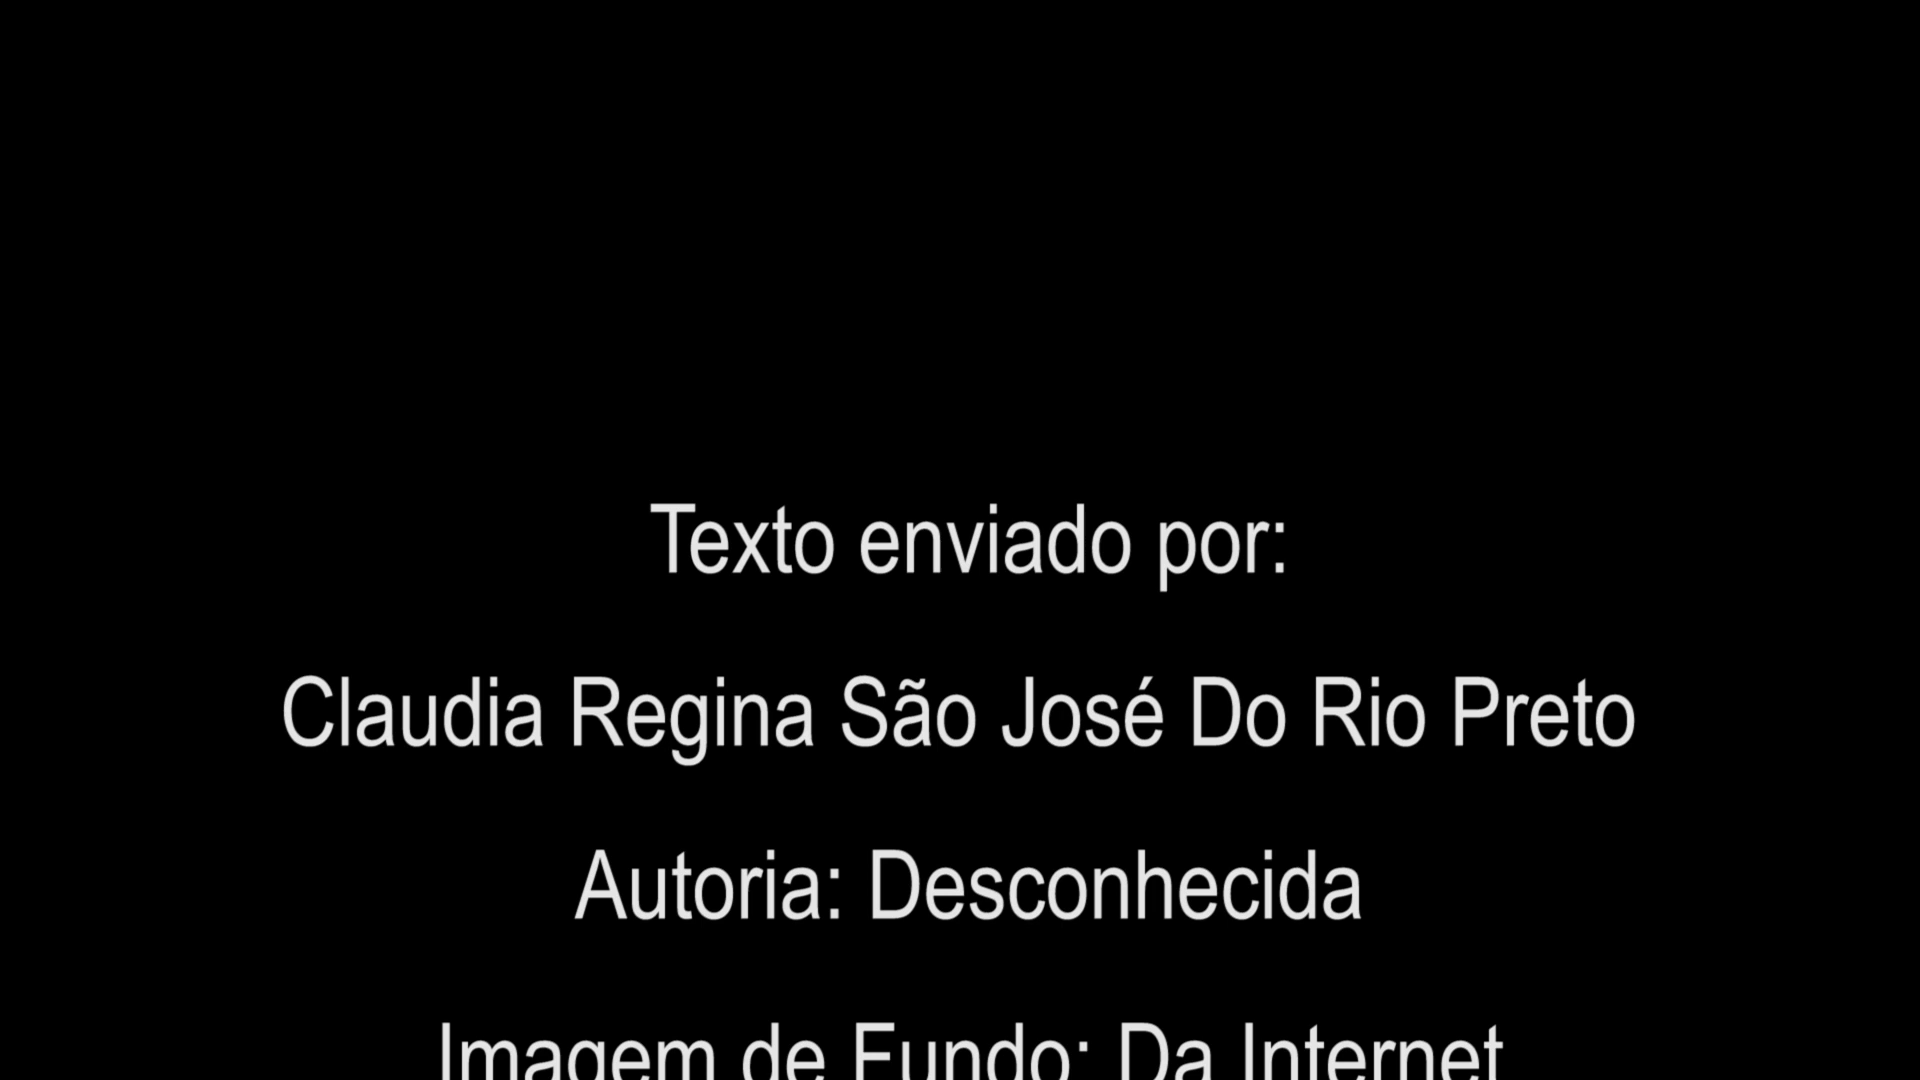 Texto enviado por:
Claudia Regina São José Do Rio Preto
Autoria: Desconhecida
Imagem de Fundo: Da Internet